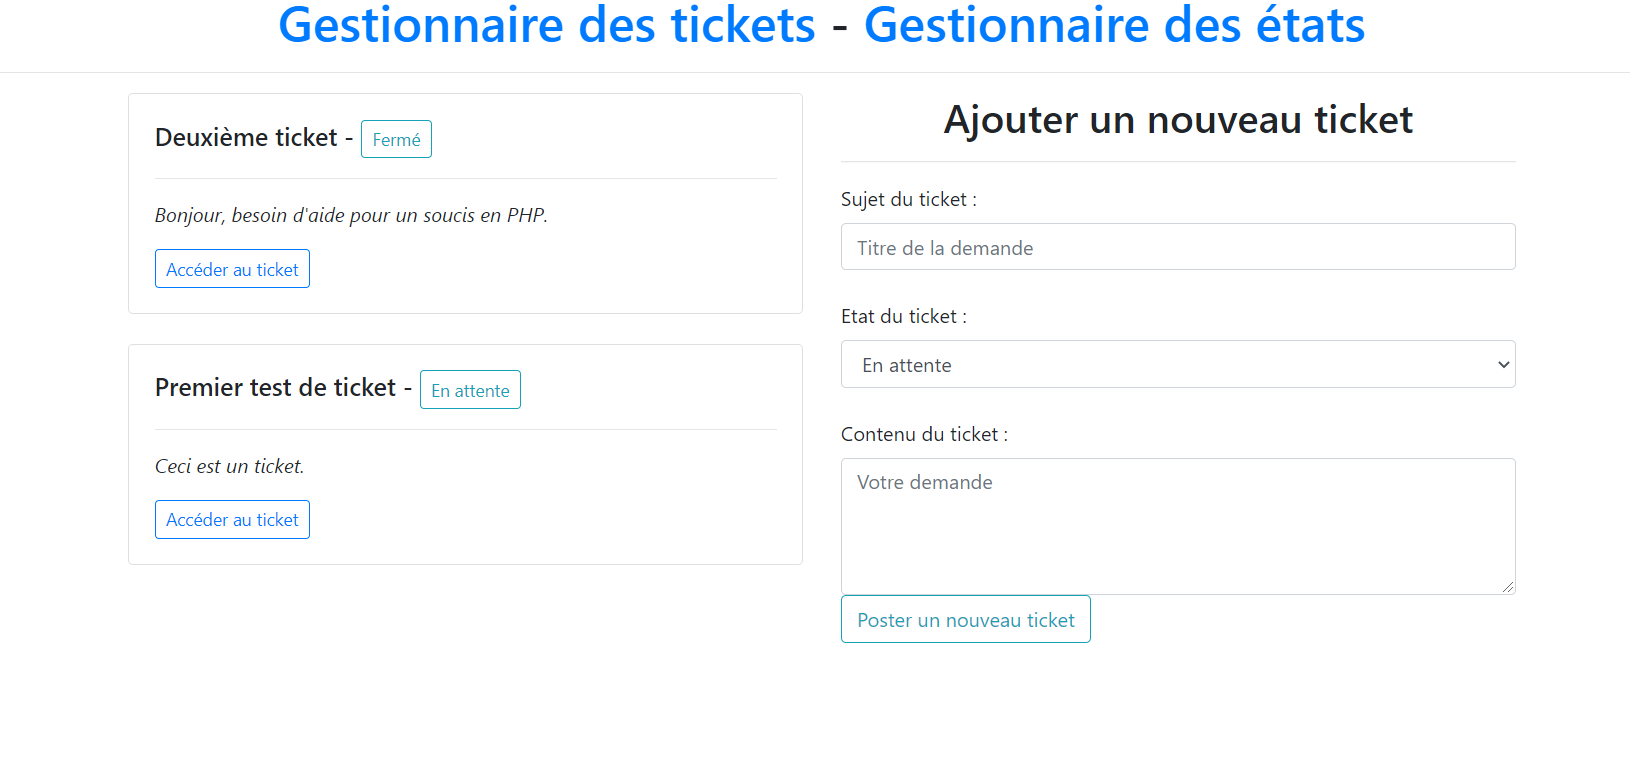 Gestionnaire des tickets - Gestionnaire des états
Deuxième ticket - Fermé
Bonjour, besoin d'aide pour un soucis en PHP.
Accéder au ticket
Premier test de ticket - En attente
Ceci est un ticket.
Accéder au ticket
Ajouter un nouveau ticket
Sujet du ticket :
Titre de la demande
Etat du ticket :
En attente
Contenu du ticket :
Votre demande
Poster un nouveau ticket